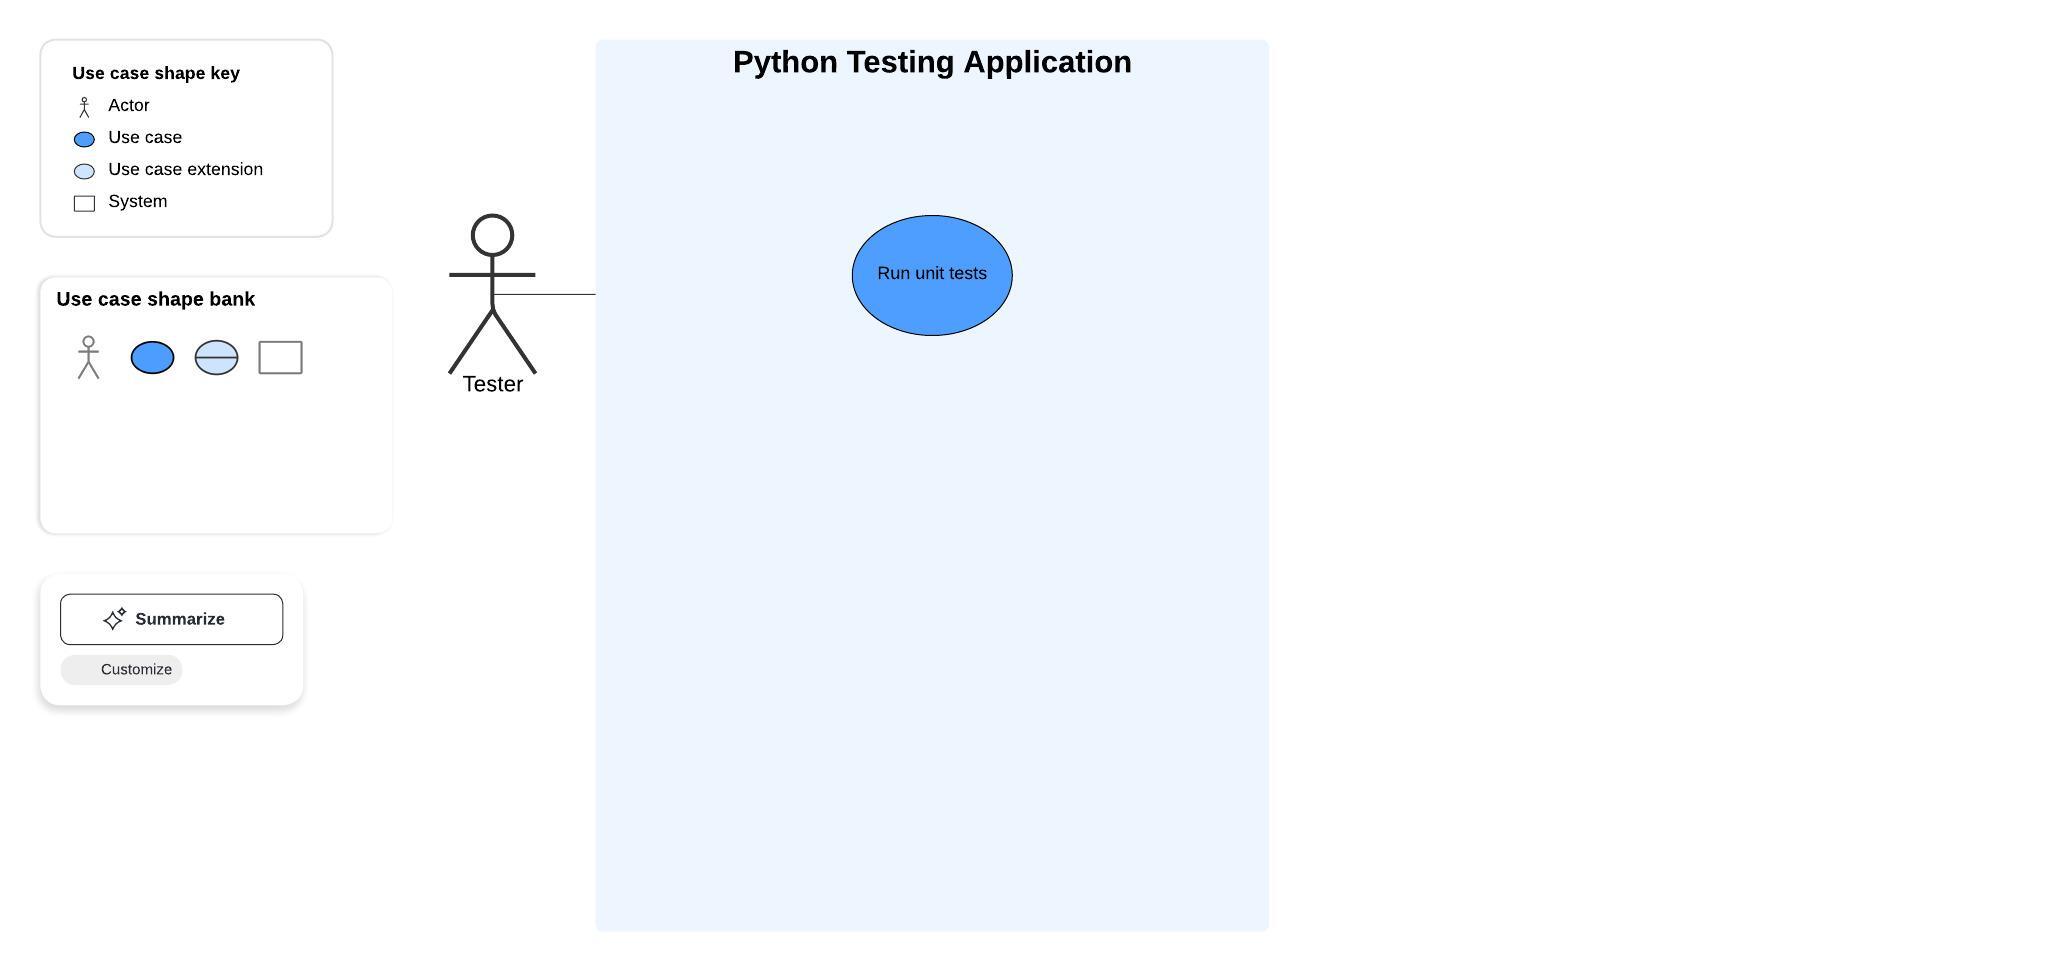 Use case shape key
Actor
Use case
Use case extension
System
Use case shape bank
Summarize
Customize
Tester
Python Testing Application
Run unit tests